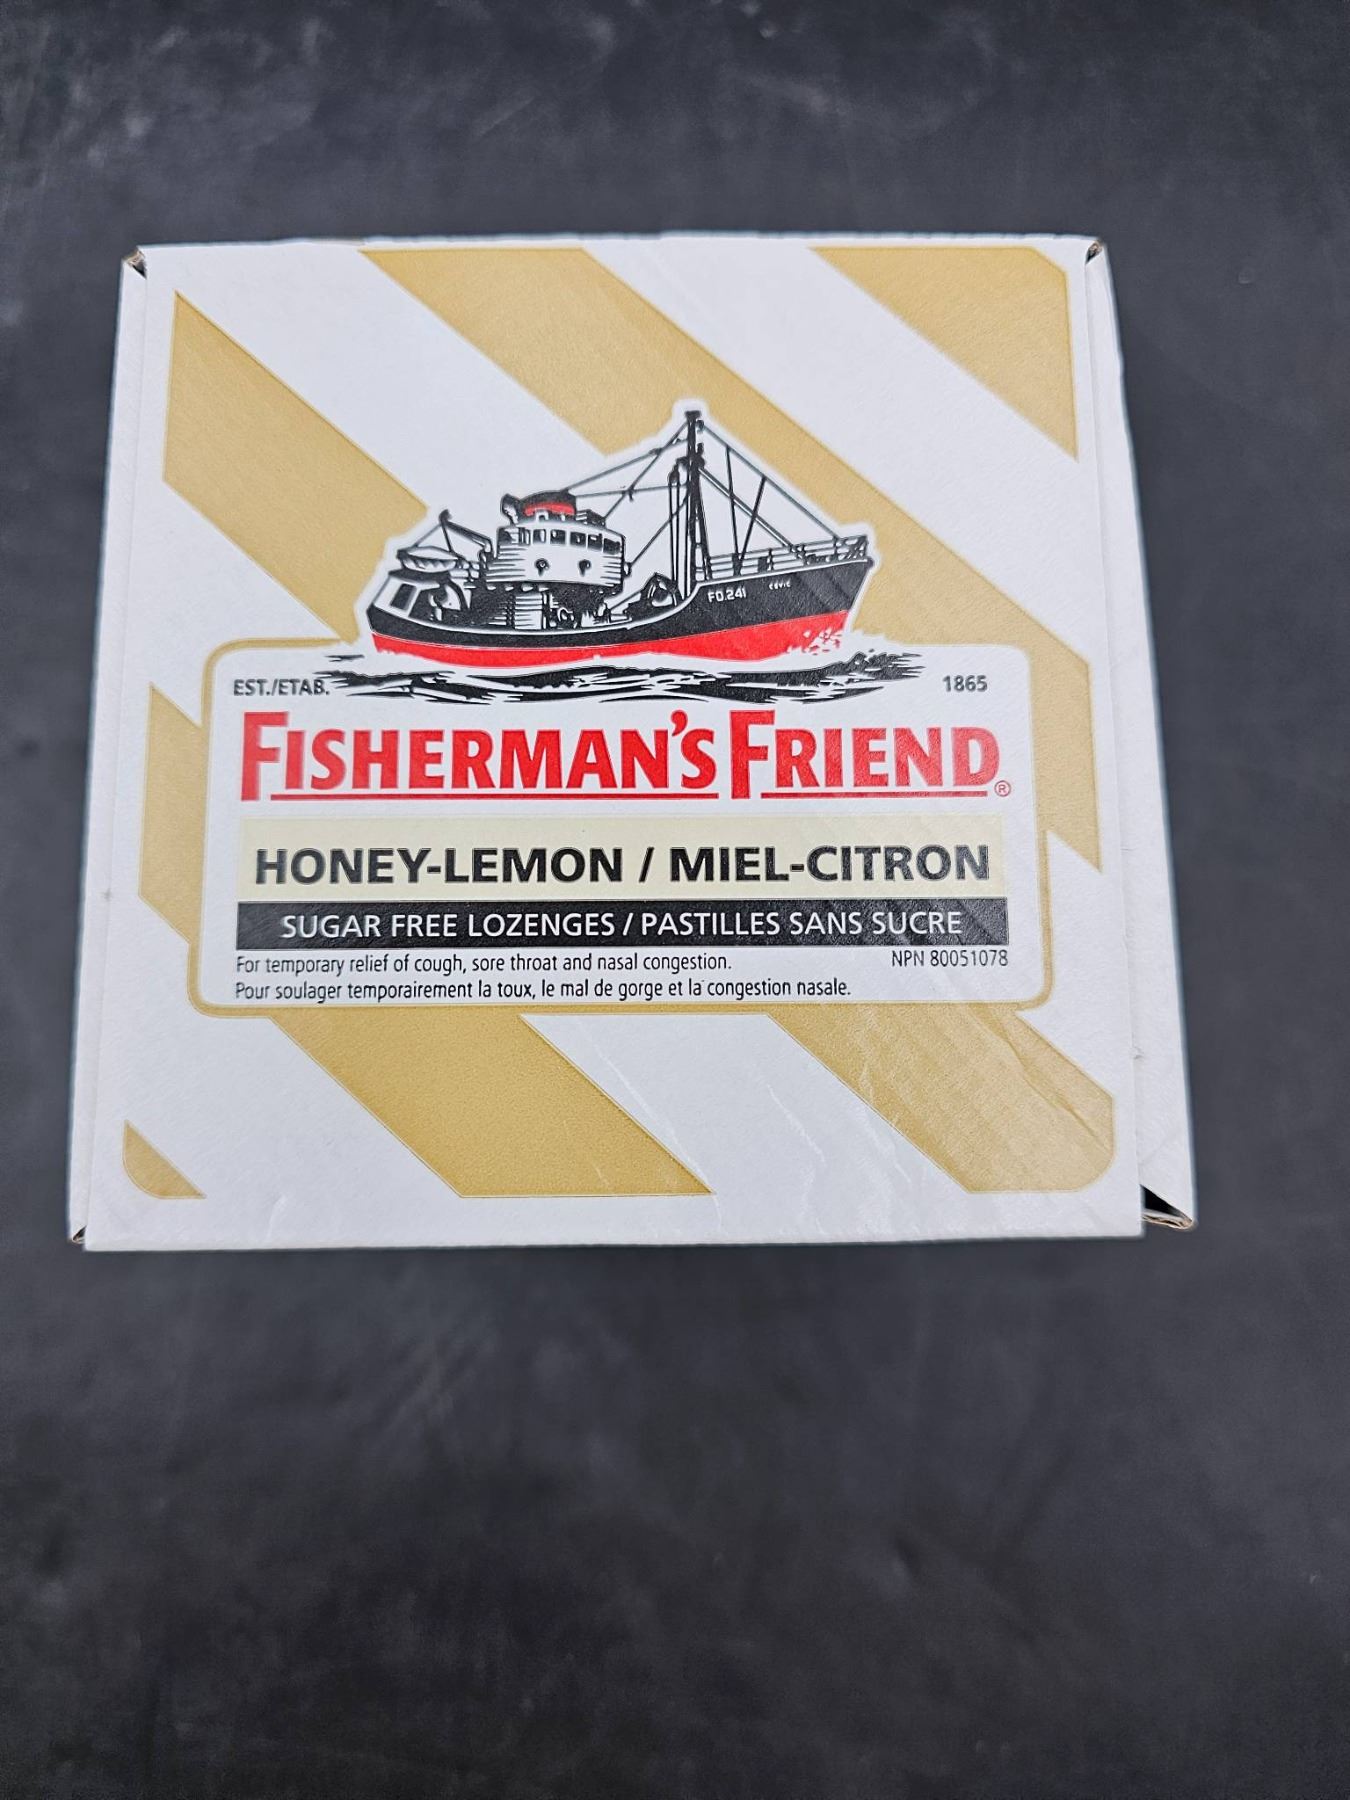 FD.241
EST./ETAB.
1865
FISHERMAN'S FRIEND®
HONEY-LEMON / MIEL-CITRON
SUGAR FREE LOZENGES / PASTILLES SANS SUCRE
For temporary relief of cough, sore throat and nasal congestion.
NPN 80051078
Pour soulager temporairement la toux, le mal de gorge et la congestion nasale.